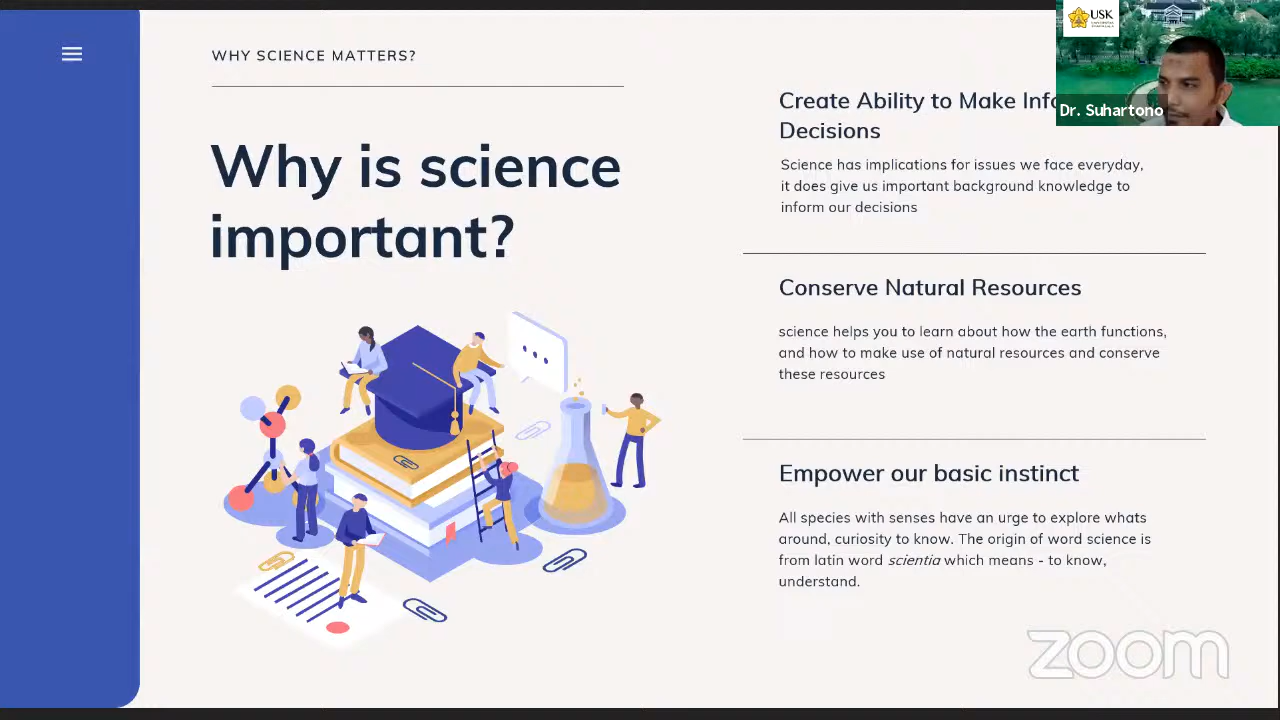 WHY SCIENCE MATTERS?
Why is science
important?
Create Ability to Make
Decisions
Science has implications for issues we face everyday,
it does give us important background knowledge to
inform our decisions
Conserve Natural Resources
science helps you to learn about how the earth functions,
and how to make use of natural resources and conserve
these resources
Empower our basic instinct
All species with senses have an urge to explore whats
around, curiosity to know. The origin of word science is
from latin word scientia which means - to know,
understand.
USK
Dr. Suhartono
zoom